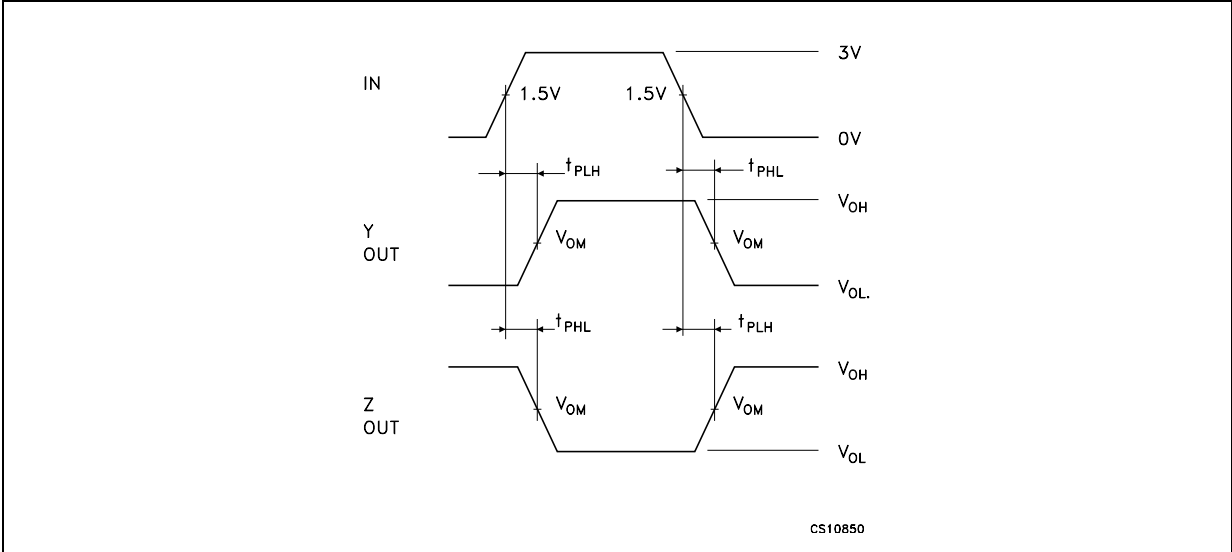 3V
IN
1.5V 1.5V
0V
tPLH tPHL
VOH
Y
OUT
VOM VOM
VOL.
tPHL tPLH
VOH
Z
OUT
VOM VOM
VOL
CS10850